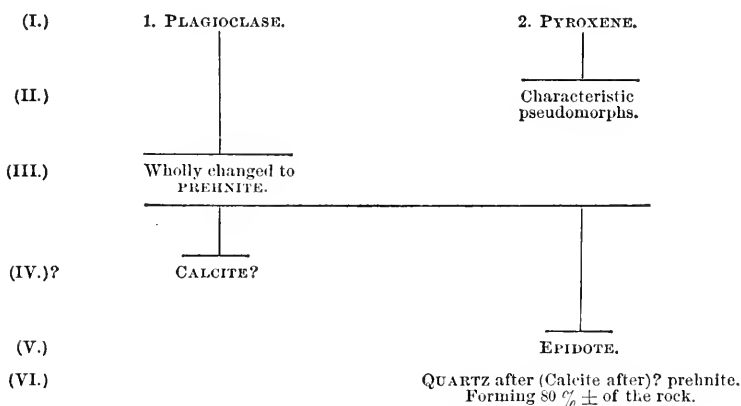 (I.) 1. PLAGIOCLASE. 2. PYROXENE.
(II.) Characteristic
pseudomorphs.
(III.) Wholly changed to
PREHNITE.
(IV.)? CALCITE?
(V.) EPIDOTE.
(VI.) QUARTZ after (Calcite after)? prehnite.
Forming 80 % ± of the rock.